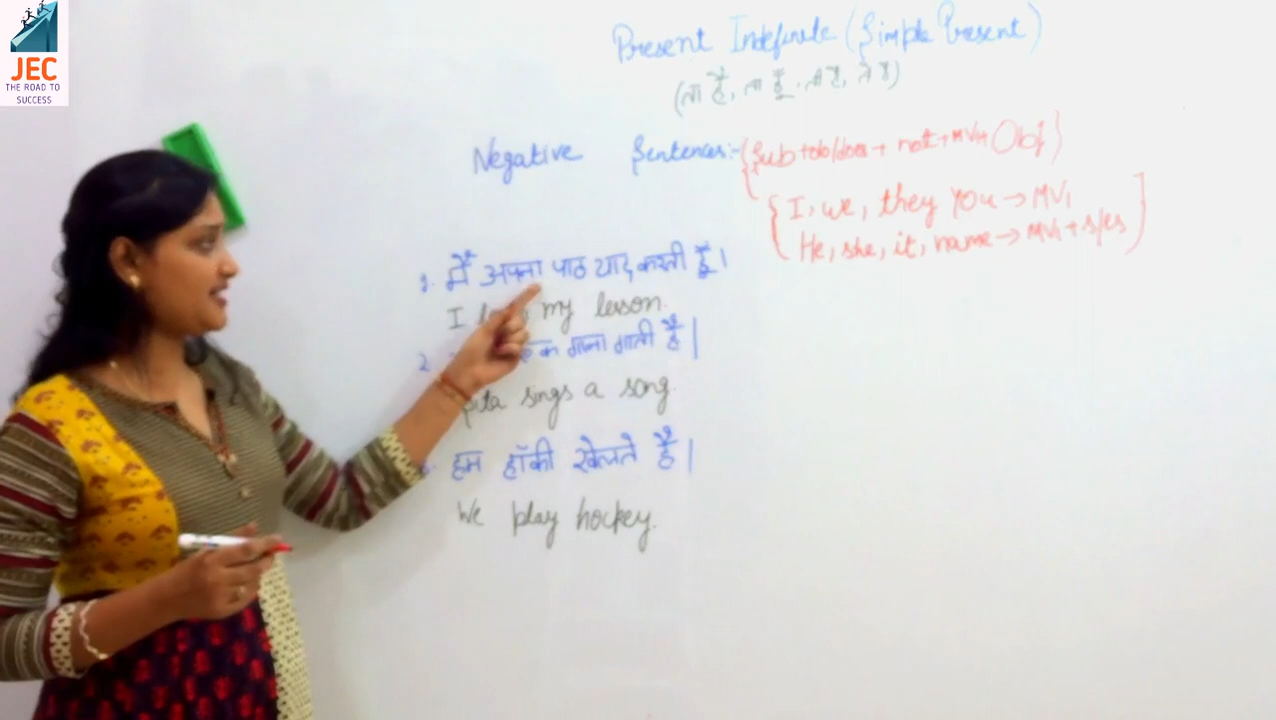 JEC
THE ROAD TO
SUCCESS
Present Indefinite (Simple Present)
(ता है, ता हूँ, ती है, ते है)
Negative Sentences:- {Sub+do/does+ not+MV1+ Obj}
{I, we, they you → MV1
He, she, it, name → MV1 + s/es}
1. मैं अपना पाठ याद करती हूँ।
I my lesson.
2. गाना गाती है|
sings a song.
हम हॉकी खेलते है|
We play hockey.